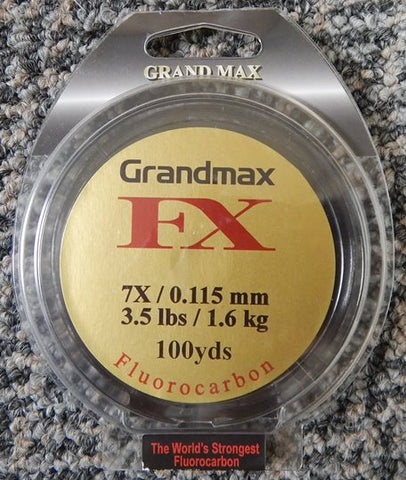 GRAND MAX
Grandmax
FX
7X / 0.115 mm
3.5 lbs / 1.6 kg
100yds
Fluorocarbon
The World's Strongest
Fluorocarbon